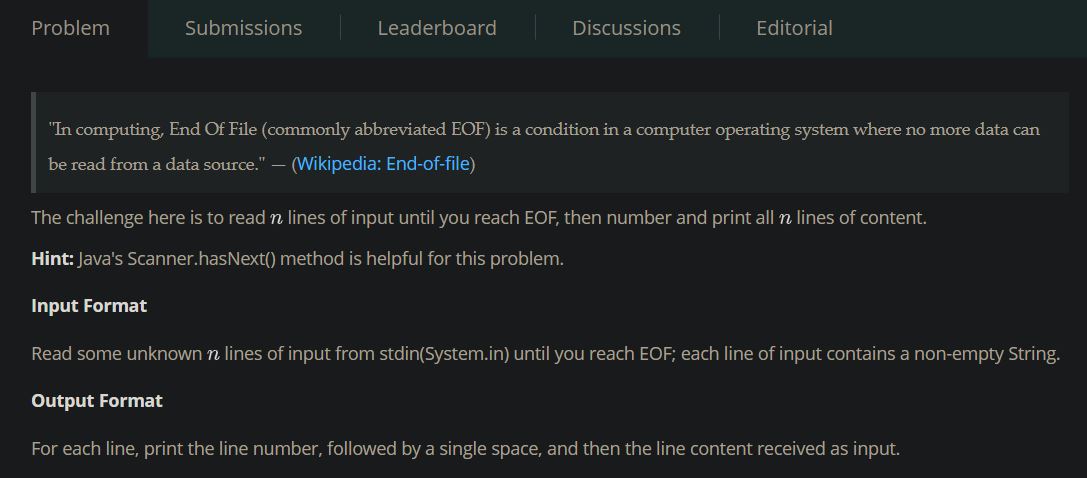 Problem
Submissions
Leaderboard
Discussions
Editorial
"In computing, End Of File (commonly abbreviated EOF) is a condition in a computer operating system where no more data can
be read from a data source." — (Wikipedia: End-of-file)
The challenge here is to read n lines of input until you reach EOF, then number and print all n lines of content.
Hint: Java's Scanner.hasNext() method is helpful for this problem.
Input Format
Read some unknown n lines of input from stdin(System.in) until you reach EOF; each line of input contains a non-empty String.
Output Format
For each line, print the line number, followed by a single space, and then the line content received as input.